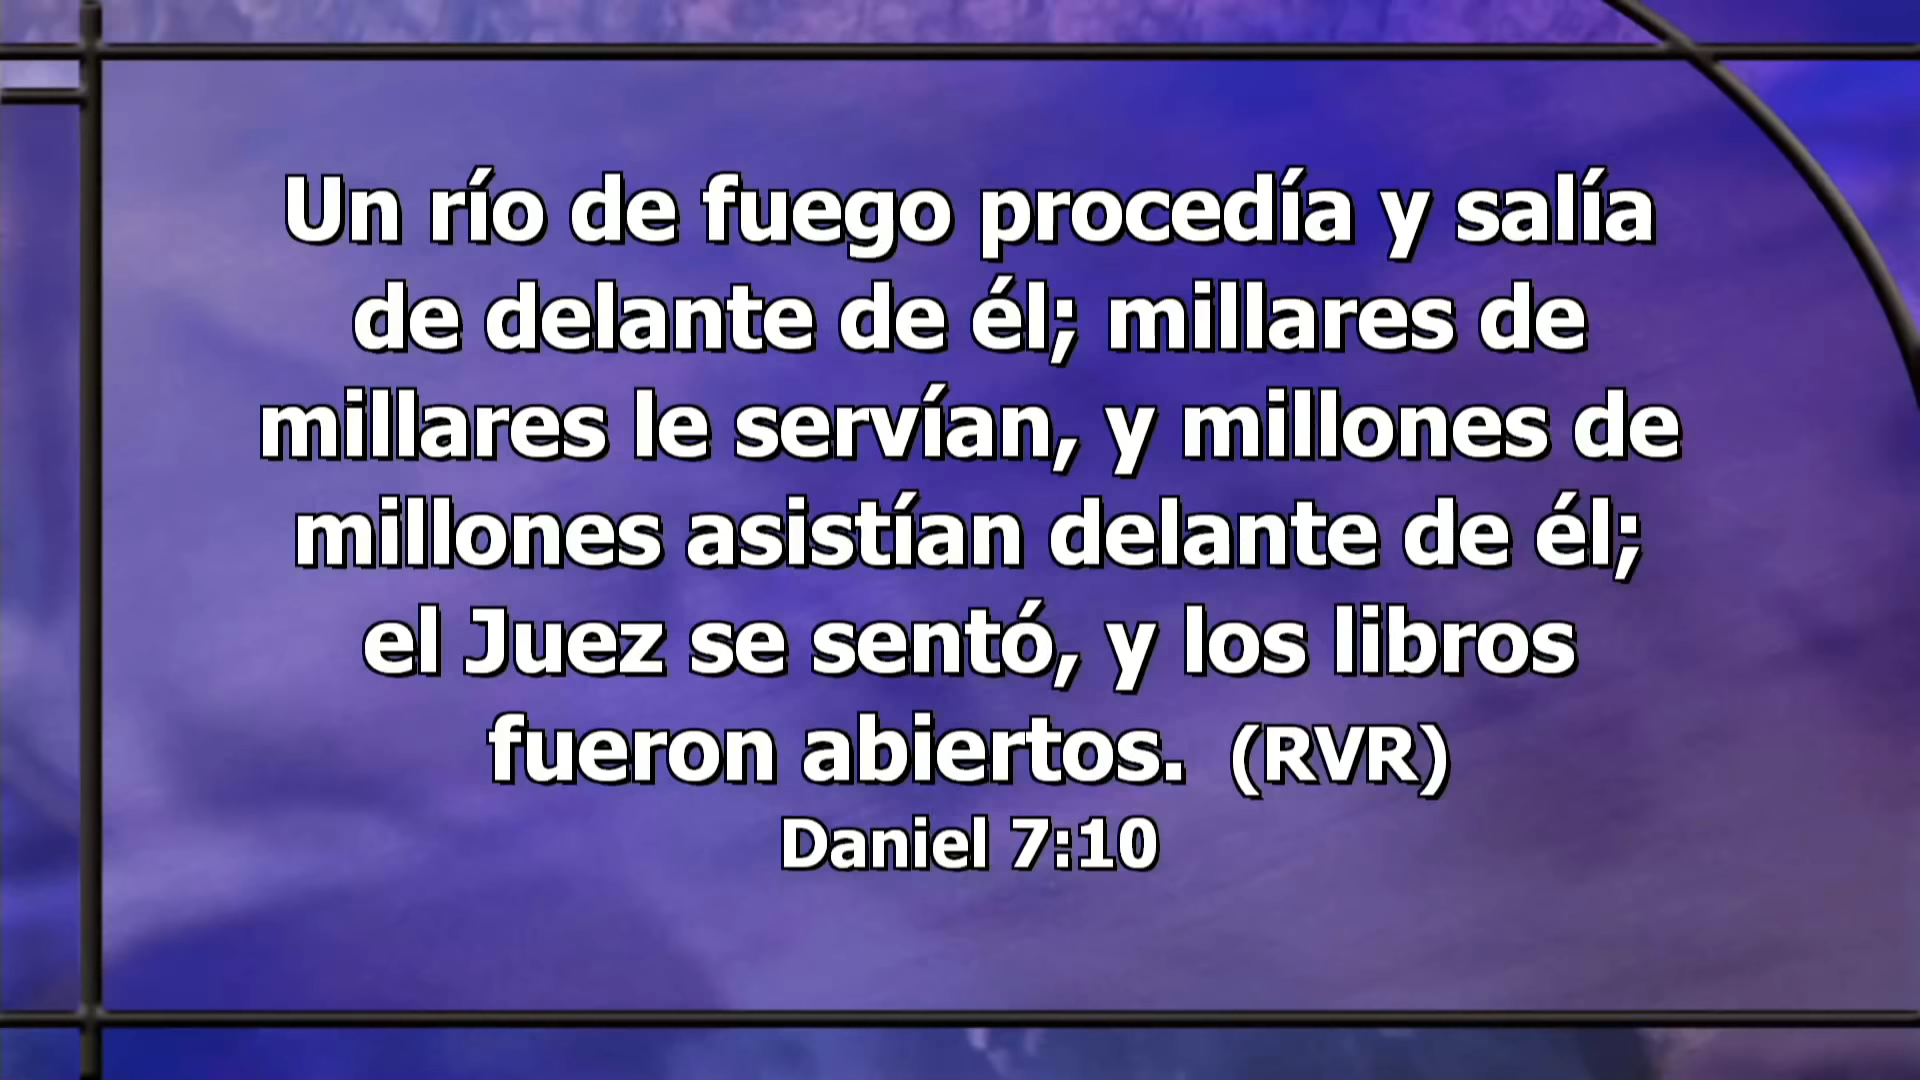 Un río de fuego procedía y salía
de delante de él; millares de
millares le servían, y millones de
millones asistían delante de él;
el Juez se sentó, y los libros
fueron abiertos. (RVR)
Daniel 7:10